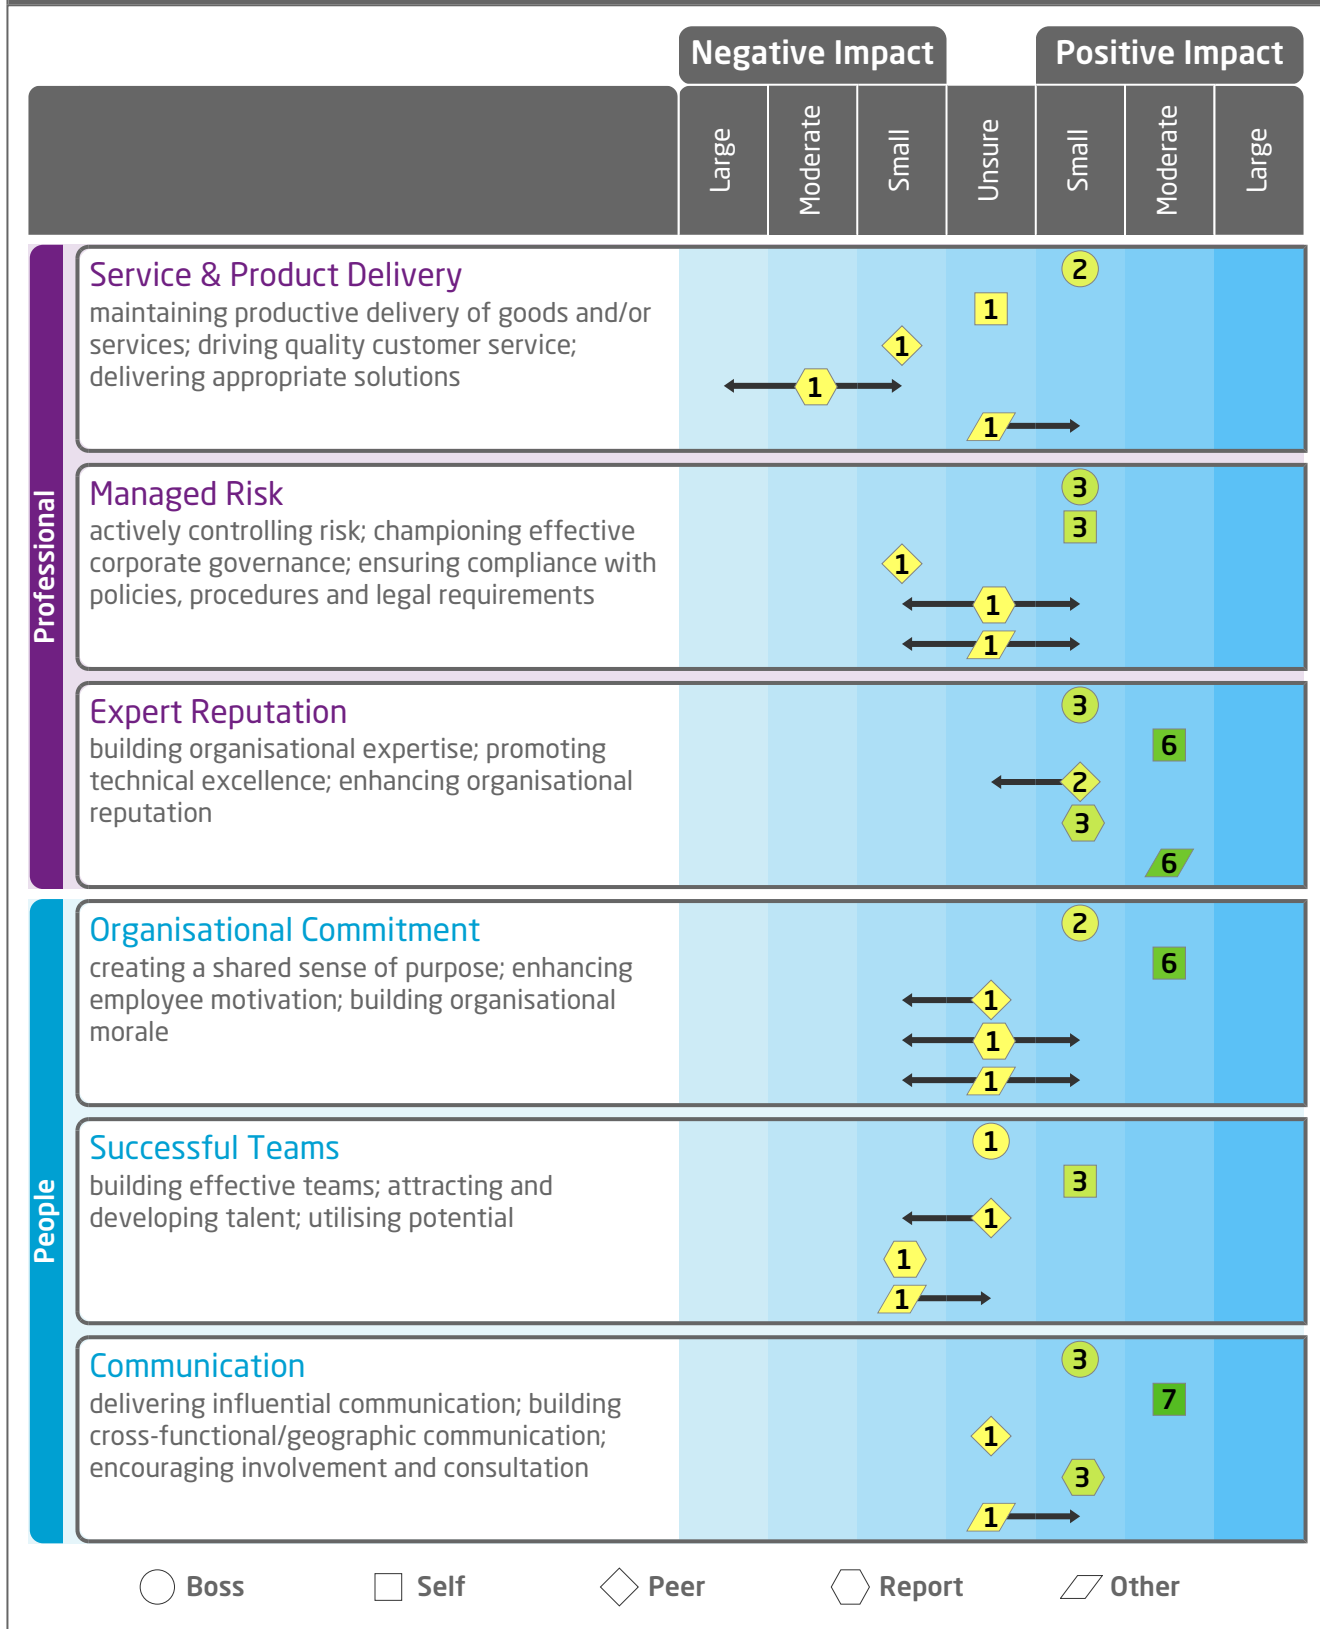 Negative Impact Positive Impact
Large Moderate Small Unsure Small Moderate Large
Professional
Service & Product Delivery
maintaining productive delivery of goods and/or
services; driving quality customer service;
delivering appropriate solutions
2
1
1
1
1
Managed Risk
actively controlling risk; championing effective
corporate governance; ensuring compliance with
policies, procedures and legal requirements
3
3
1
1
1
Expert Reputation
building organisational expertise; promoting
technical excellence; enhancing organisational
reputation
3
6
2
3
6
People
Organisational Commitment
creating a shared sense of purpose; enhancing
employee motivation; building organisational
morale
2
6
1
1
1
Successful Teams
building effective teams; attracting and
developing talent; utilising potential
1
3
1
1
1
Communication
delivering influential communication; building
cross-functional/geographic communication;
encouraging involvement and consultation
3
7
1
3
1
Boss Self Peer Report Other